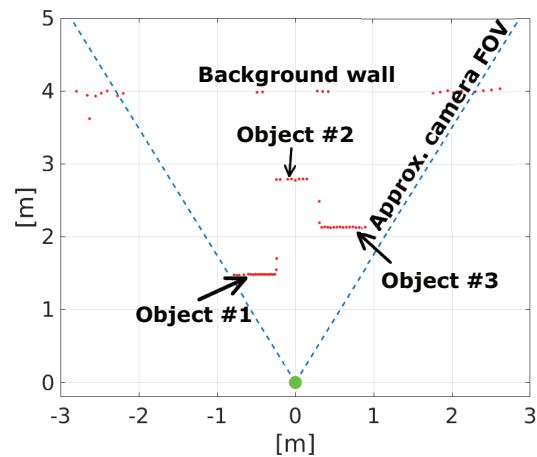 5
4
3
2
1
0
[m]
Background wall
Object #2
Approx. camera FOV
Object #3
Object #1
-3
-2
-1
0
1
2
3
[m]